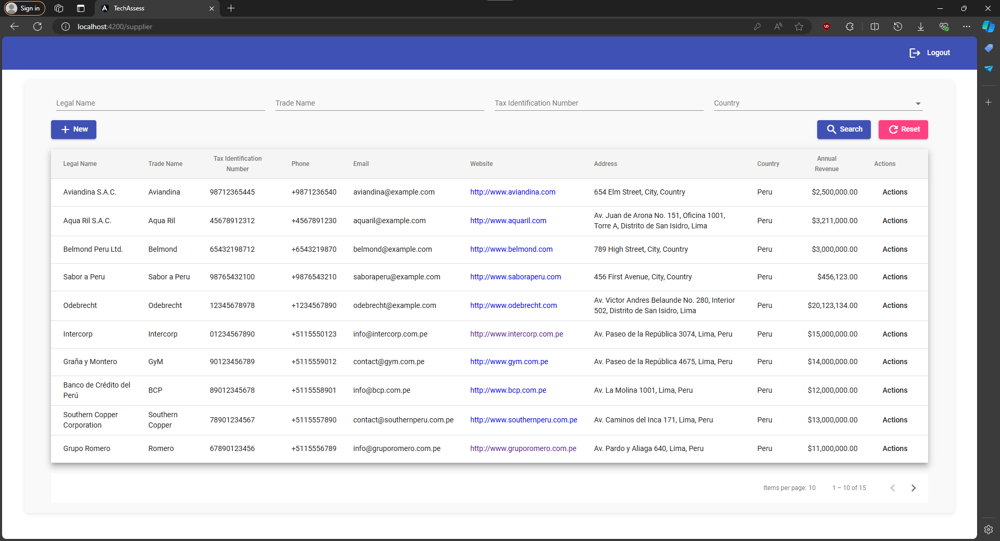 Sign in
TechAssess
localhost:4200/supplier
Logout
Legal Name Trade Name Tax Identification Number Country
New Search Reset
Legal Name Trade Name Tax Identification Number Phone Email Website Address Country Annual Revenue Actions
Aviandina S.A.C. Aviandina 98712365445 +9871236540 aviandina@example.com http://www.aviandina.com 654 Elm Street, City, Country Peru $2,500,000.00 Actions
Aqua Ril S.A.C. Aqua Ril 45678912312 +4567891230 aquaril@example.com http://www.aquaril.com Av. Juan de Arona No. 151, Oficina 1001, Torre A, Distrito de San Isidro, Lima Peru $3,211,000.00 Actions
Belmond Peru Ltd. Belmond 65432198712 +6543219870 belmond@example.com http://www.belmond.com 789 High Street, City, Country Peru $3,000,000.00 Actions
Sabor a Peru Sabor a Peru 98765432100 +9876543210 saboraperu@example.com http://www.saboraperu.com 456 First Avenue, City, Country Peru $456,123.00 Actions
Odebrecht Odebrecht 12345678978 +1234567890 odebrecht@example.com http://www.odebrecht.com Av. Victor Andres Belaunde No. 280, Interior 502, Distrito de San Isidro, Lima Peru $20,123,134.00 Actions
Intercorp Intercorp 01234567890 +5115550123 info@intercorp.com.pe http://www.intercorp.com.pe Av. Paseo de la República 3074, Lima, Peru Peru $15,000,000.00 Actions
Graña y Montero GyM 90123456789 +5115559012 contact@gym.com.pe http://www.gym.com.pe Av. Paseo de la República 4675, Lima, Peru Peru $14,000,000.00 Actions
Banco de Crédito del Perú BCP 89012345678 +5115558901 info@bcp.com.pe http://www.bcp.com.pe Av. La Molina 1001, Lima, Peru Peru $12,000,000.00 Actions
Southern Copper Corporation Southern Copper 78901234567 +5115557890 contact@southernperu.com.pe http://www.southernperu.com.pe Av. Caminos del Inca 171, Lima, Peru Peru $13,000,000.00 Actions
Grupo Romero Romero 67890123456 +5115556789 info@gruporomero.com.pe http://www.gruporomero.com.pe Av. Pardo y Aliaga 640, Lima, Peru Peru $11,000,000.00 Actions
Items per page: 10 1 – 10 of 15